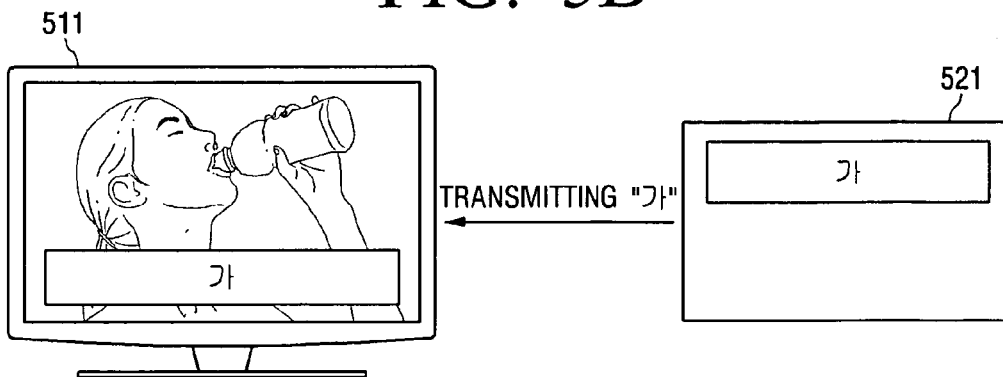 FIG. 5B
511
521
가
TRANSMITTING "가"
가